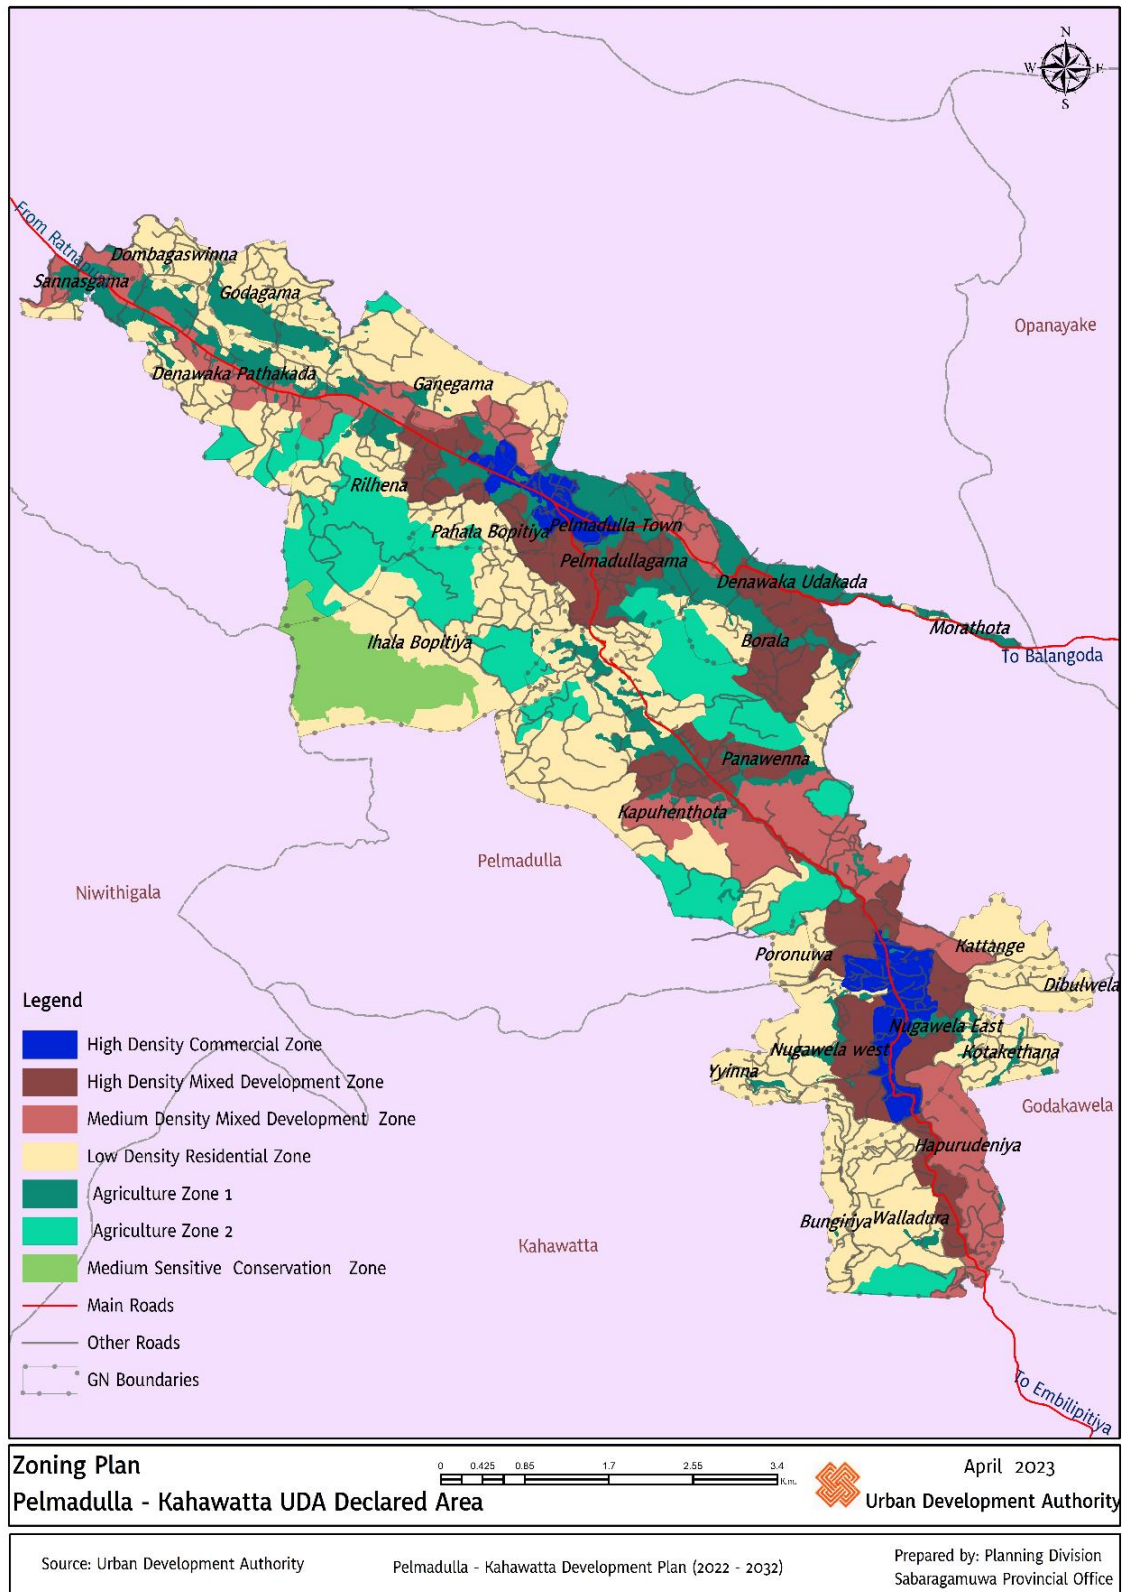 N
W E
S
From Ratnapura
Dombagaswinna
Sannasgama
Godagama
Opanayake
Denawaka Pathakada
Ganegama
Rilhena
Pahala Bopitiya
Pelmadulla Town
Pelmadullagama
Denawaka Udakada
Morathota
Ihala Bopitiya
Borala
To Balangoda
Panawenna
Kapuhenthota
Pelmadulla
Niwithigala
Poronuwa
Kattange
Dibulwela
Nugawela East
Nugawela west
Kotakethana
Yyinna
Godakawela
Hapurudeniya
Bungiriya
Walladura
Kahawatta
To Embilipitiya
Legend
High Density Commercial Zone
High Density Mixed Development Zone
Medium Density Mixed Development Zone
Low Density Residential Zone
Agriculture Zone 1
Agriculture Zone 2
Medium Sensitive Conservation Zone
Main Roads
Other Roads
GN Boundaries
Zoning Plan
Pelmadulla - Kahawatta UDA Declared Area
0 0.425 0.85 1.7 2.55 3.4
K.m.
April 2023
Urban Development Authority
Source: Urban Development Authority
Pelmadulla - Kahawatta Development Plan (2022 - 2032)
Prepared by: Planning Division
Sabaragamuwa Provincial Office